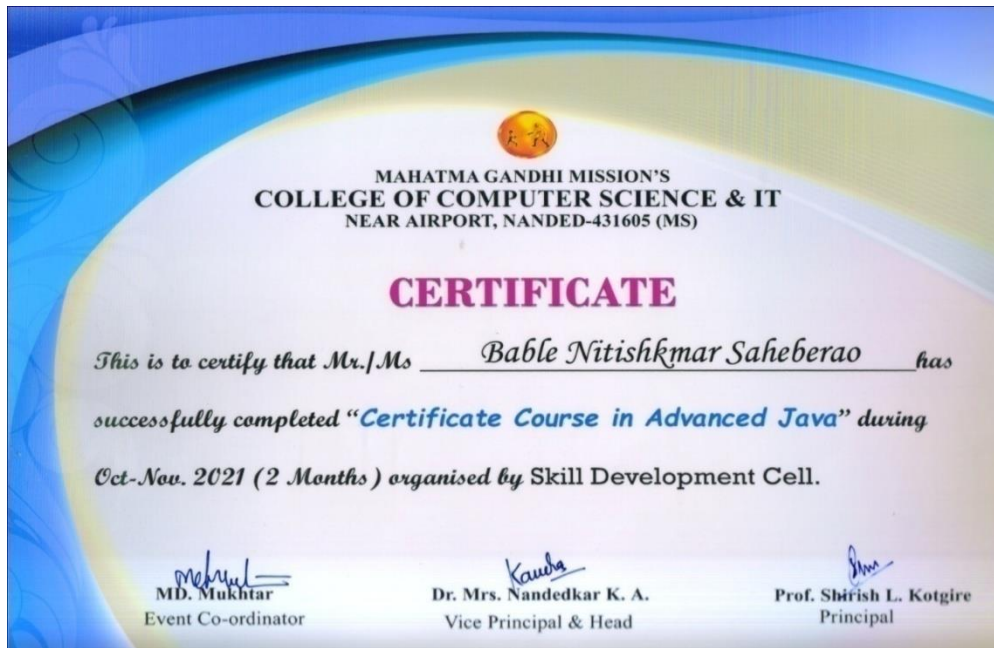 MAHATMA GANDHI MISSION'S
COLLEGE OF COMPUTER SCIENCE & IT
NEAR AIRPORT, NANDED-431605 (MS)
CERTIFICATE
This is to certify that Mr./Ms Bable Nitishkmar Saheberao has
successfully completed “Certificate Course in Advanced Java” during
Oct-Nov. 2021 (2 Months) organised by Skill Development Cell.
MD. Mukhtar Dr. Mrs. Nandedkar K. A. Prof. Shirish L. Kotgire
Event Co-ordinator Vice Principal & Head Principal